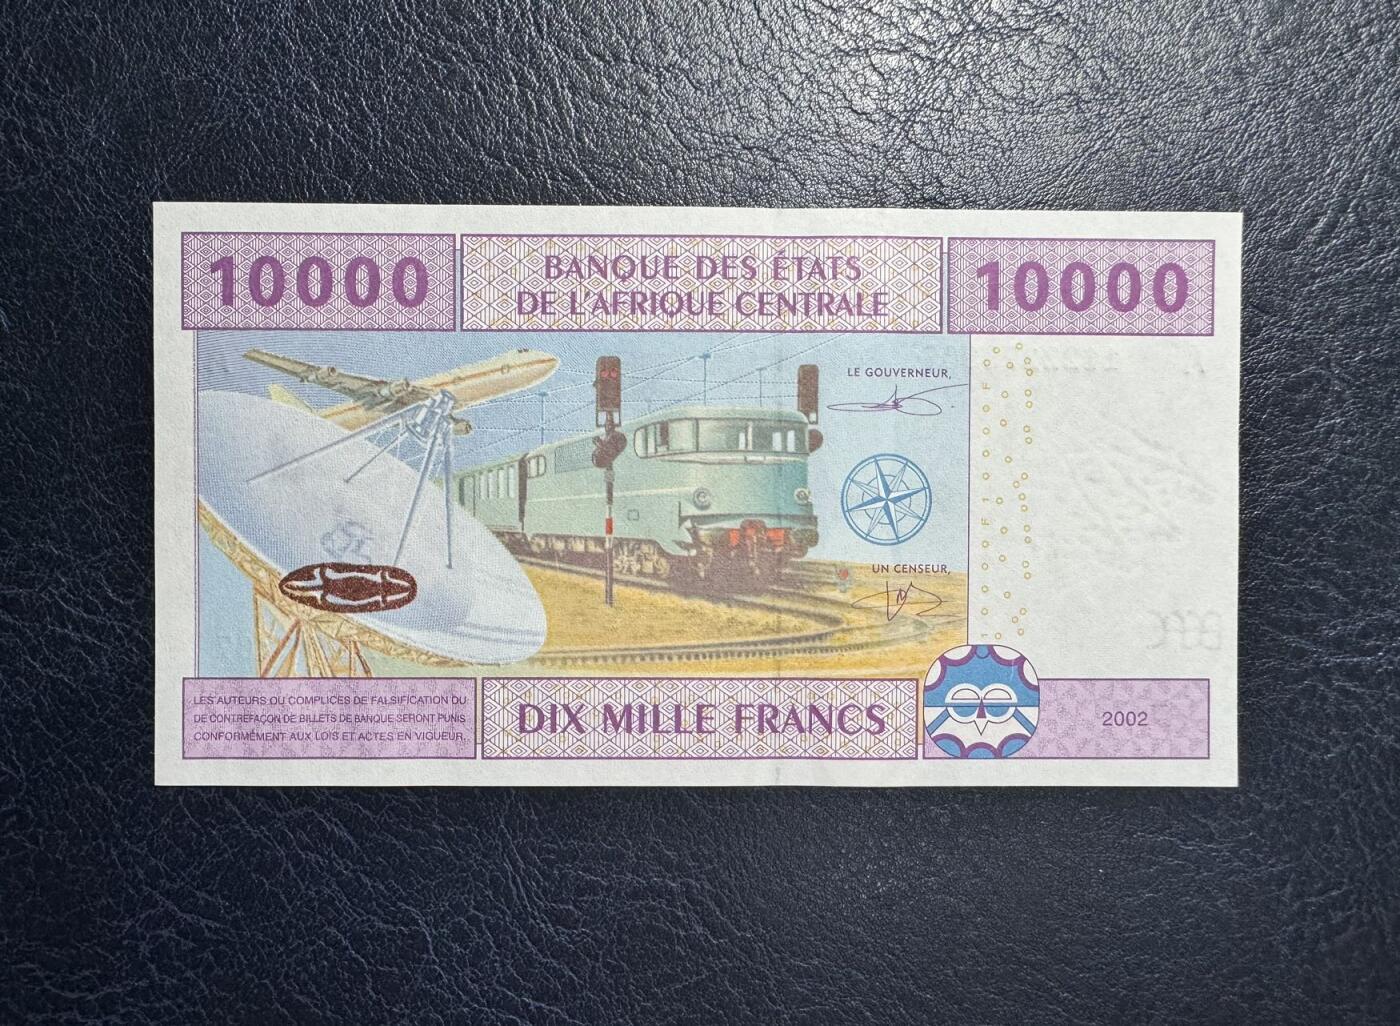 10000
BANQUE DES ÉTATS
DE L'AFRIQUE CENTRALE
10000
LE GOUVERNEUR,
UN CENSEUR,
LES AUTEURS OU COMPLICES DE FALSIFICATION OU
DE CONTREFAÇON DE BILLETS DE BANQUE SERONT PUNIS
CONFORMÉMENT AUX LOIS ET ACTES EN VIGUEUR.
DIX MILLE FRANCS
2002